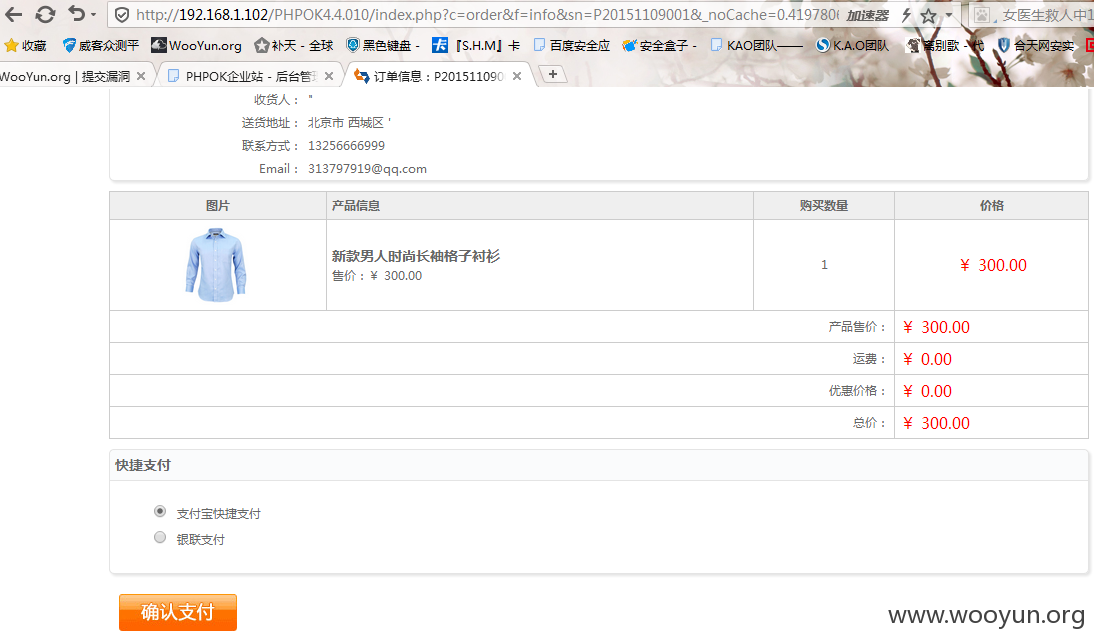 http://192.168.1.102/PHPOK4.4.010/index.php?c=order&f=info&sn=P20151109001&_noCache=0.419780 加速器 女医生救人中1
收藏 威客众测平 WooYun.org 补天 - 全球 黑色键盘 - 『S.H.M』卡 百度安全应 安全盒子 - KAO团队—— K.A.O团队 离别歌 - 代 合天网安实
WooYun.org | 提交漏洞 PHPOK企业站 - 后台管 订单信息：P201511090
收货人： "
送货地址： 北京市 西城区 '
联系方式： 13256666999
Email： 313797919@qq.com
图片 产品信息 购买数量 价格
新款男人时尚长袖格子衬衫
售价：￥ 300.00
1
￥ 300.00
产品售价： ￥ 300.00
运费： ￥ 0.00
优惠价格： ￥ 0.00
总价： ￥ 300.00
快捷支付
支付宝快捷支付
银联支付
确认支付
www.wooyun.org